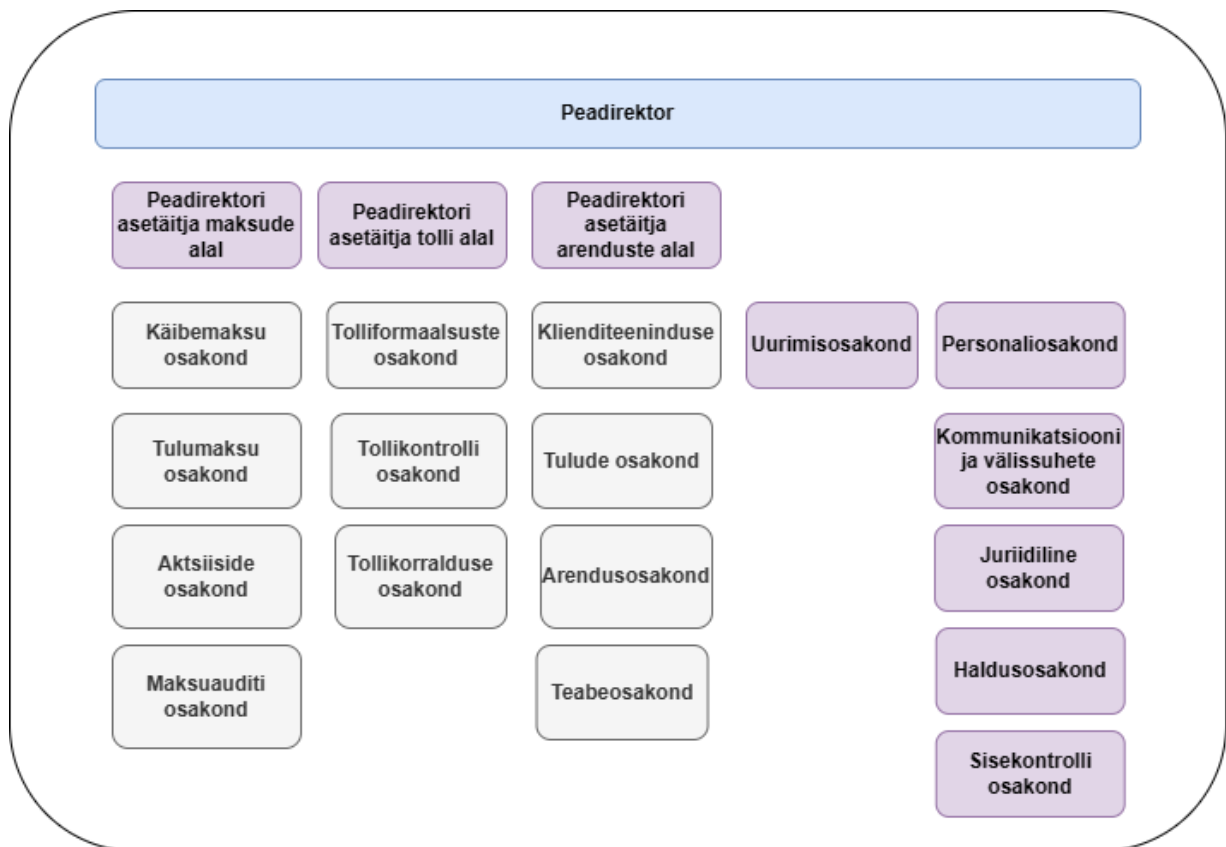 Peadirektor
Peadirektori
asetäitja maksude
alal
Peadirektori
asetäitja tolli alal
Peadirektori
asetäitja
arenduste alal
Käibemaksu
osakond
Tolliformaalsuste
osakond
Klienditeeninduse
osakond
Uurimisosakond
Personaliosakond
Tulumaksu
osakond
Tollikontrolli
osakond
Tulude osakond
Kommunikatsiooni
ja välissuhete
osakond
Aktsiiside
osakond
Tollikorralduse
osakond
Arendusosakond
Juriidiline
osakond
Maksuauditi
osakond
Teabeosakond
Haldusosakond
Sisekontrolli
osakond